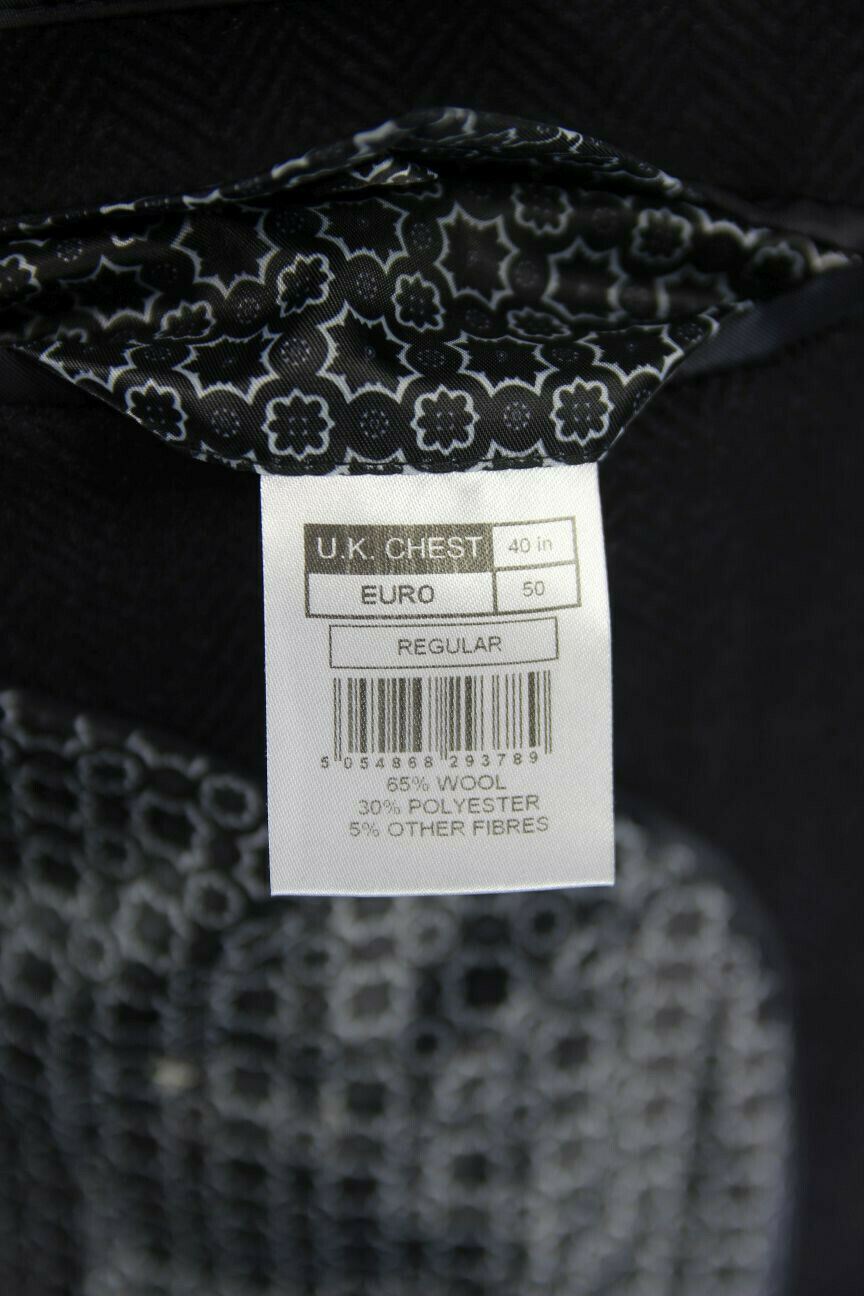 U.K. CHEST 40 in
EURO 50
REGULAR
5 054868 293789
65% WOOL
30% POLYESTER
5% OTHER FIBRES